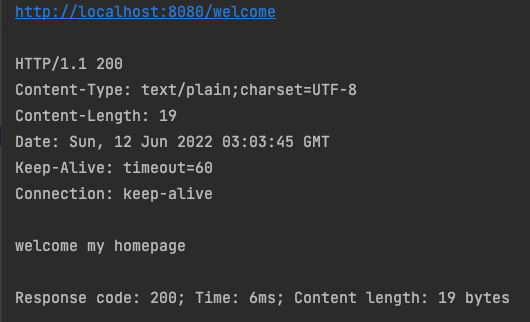 http://localhost:8080/welcome
HTTP/1.1 200
Content-Type: text/plain;charset=UTF-8
Content-Length: 19
Date: Sun, 12 Jun 2022 03:03:45 GMT
Keep-Alive: timeout=60
Connection: keep-alive
welcome my homepage
Response code: 200; Time: 6ms; Content length: 19 bytes